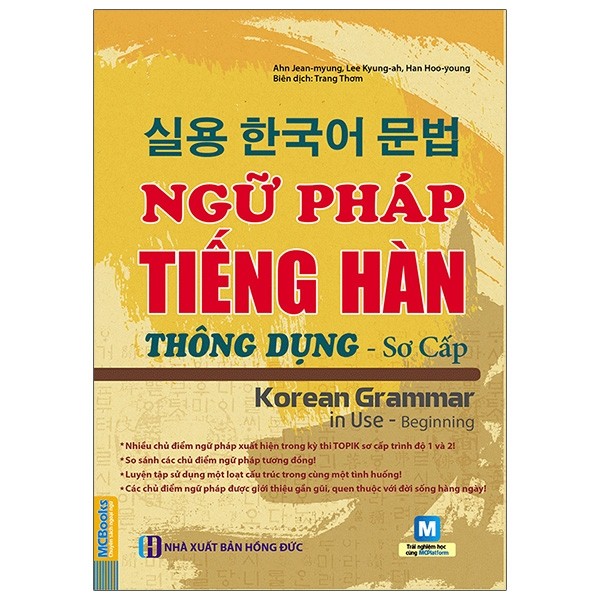 Ahn Jean-myung, Lee Kyung-ah, Han Hoo-young
Biên dịch: Trang Thơm
실용 한국어 문법
NGỮ PHÁP
TIẾNG HÀN
THÔNG DỤNG - Sơ Cấp
Korean Grammar
in Use - Beginning
* Nhiều chủ điểm ngữ pháp xuất hiện trong kỳ thi TOPIK sơ cấp trình độ 1 và 2!
* So sánh các chủ điểm ngữ pháp tương đồng!
* Luyện tập sử dụng một loạt cấu trúc trong cùng một tình huống!
* Các chủ điểm ngữ pháp được giới thiệu gần gũi, quen thuộc với đời sống hàng ngày!
MCBooks
NHÀ XUẤT BẢN HỒNG ĐỨC
M
Trải nghiệm học
cùng MCPlatform